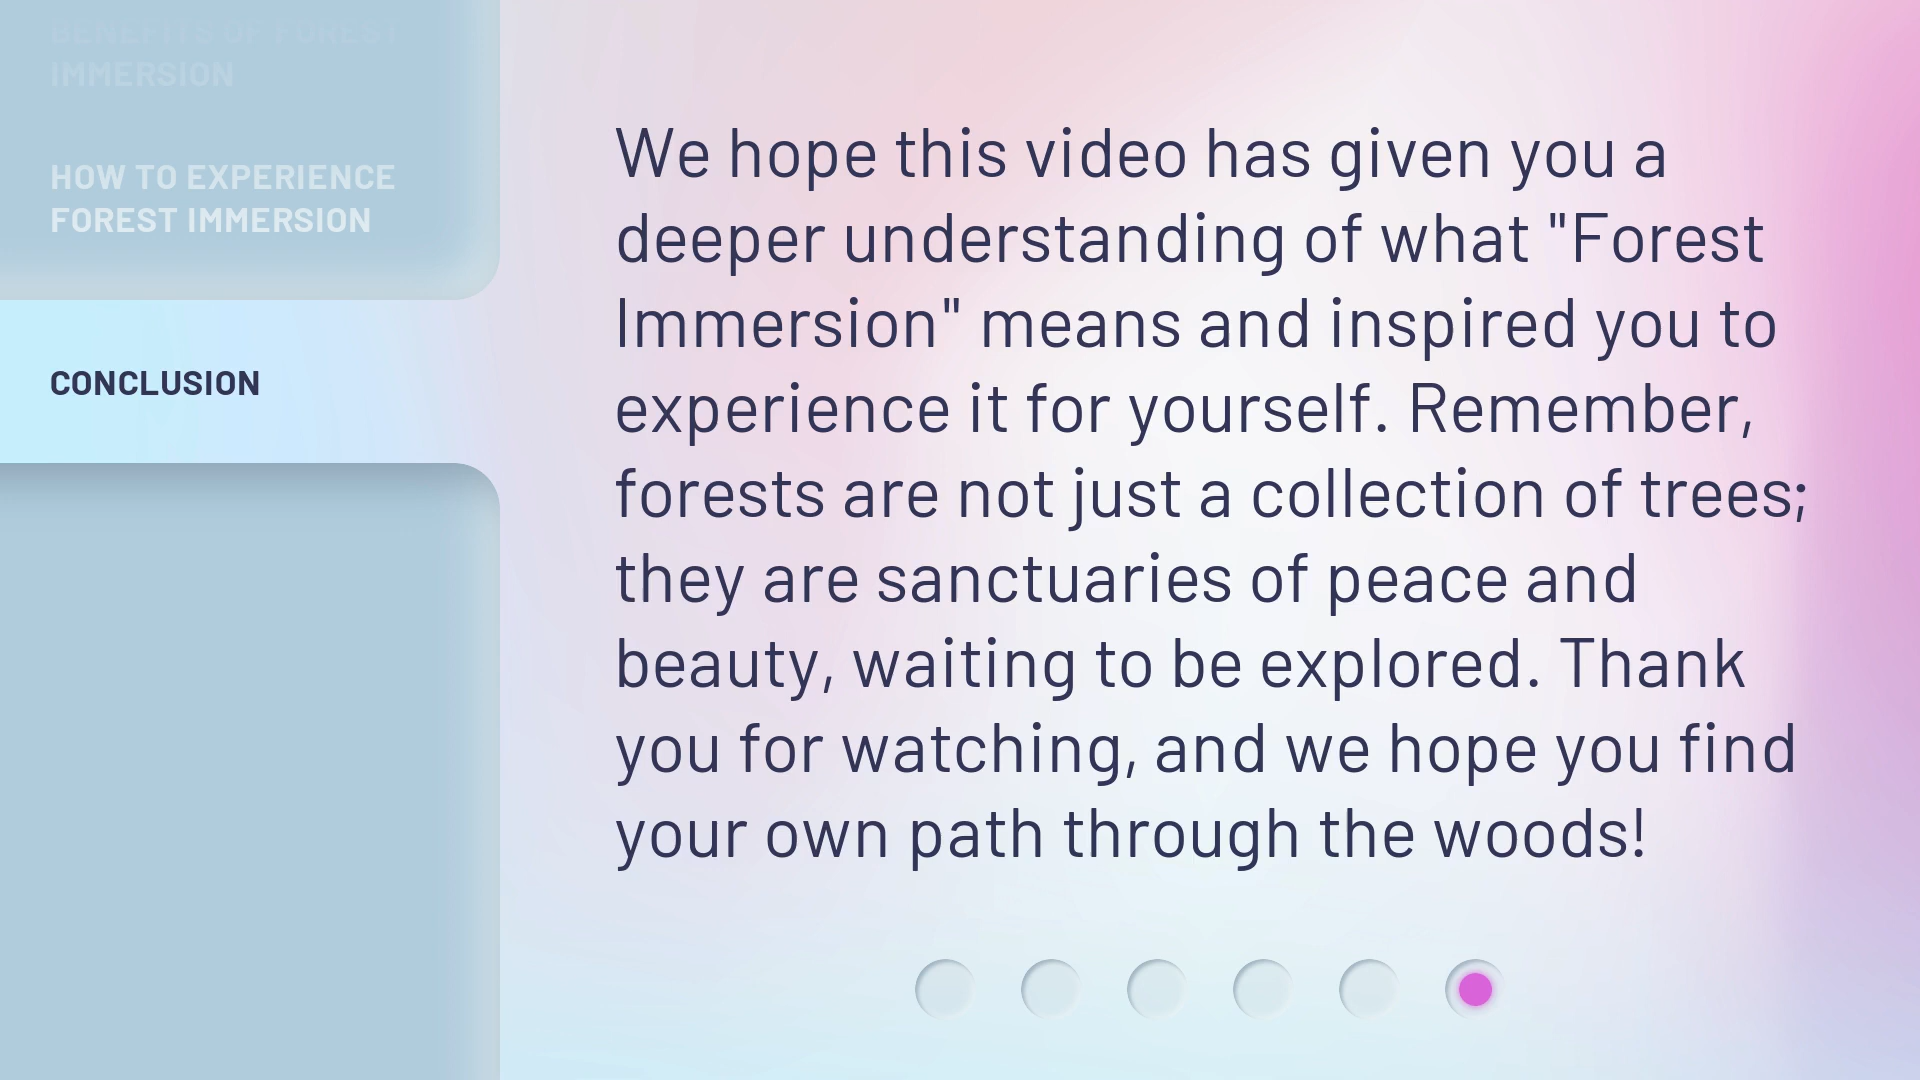 BENEFITS OF FOREST
IMMERSION
HOW TO EXPERIENCE
FOREST IMMERSION
CONCLUSION
We hope this video has given you a
deeper understanding of what "Forest
Immersion" means and inspired you to
experience it for yourself. Remember,
forests are not just a collection of trees;
they are sanctuaries of peace and
beauty, waiting to be explored. Thank
you for watching, and we hope you find
your own path through the woods!